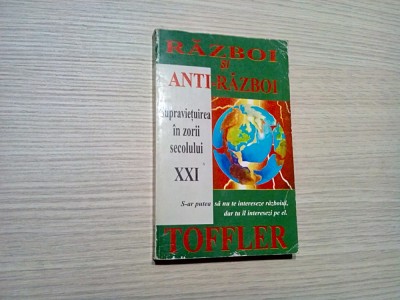 RĂZBOI
și
ANTI-RĂZBOI
Supraviețuirea
în zorii
secolului
XXI
S-ar putea să nu te intereseze războiul,
dar tu îl interesezi pe el.
TOFFLER